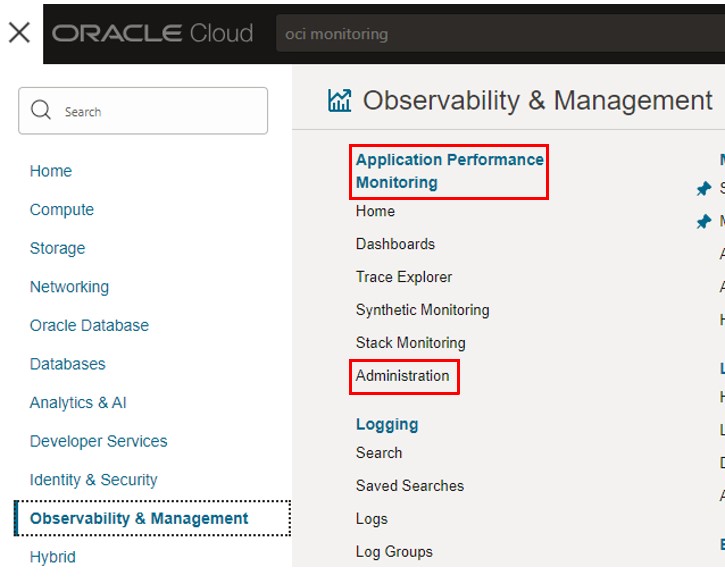 ORACLE Cloud
oci monitoring
Search
Home
Compute
Storage
Networking
Oracle Database
Databases
Analytics & AI
Developer Services
Identity & Security
Observability & Management
Hybrid
Observability & Management
Application Performance
Monitoring
Home
Dashboards
Trace Explorer
Synthetic Monitoring
Stack Monitoring
Administration
Logging
Search
Saved Searches
Logs
Log Groups